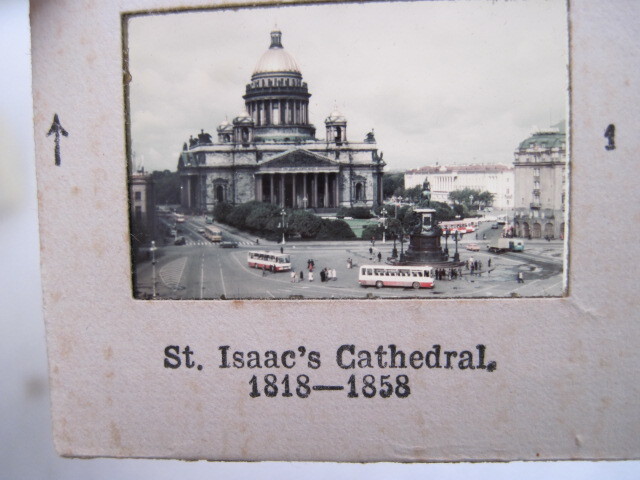 1
St. Isaac's Cathedral.
1818—1858